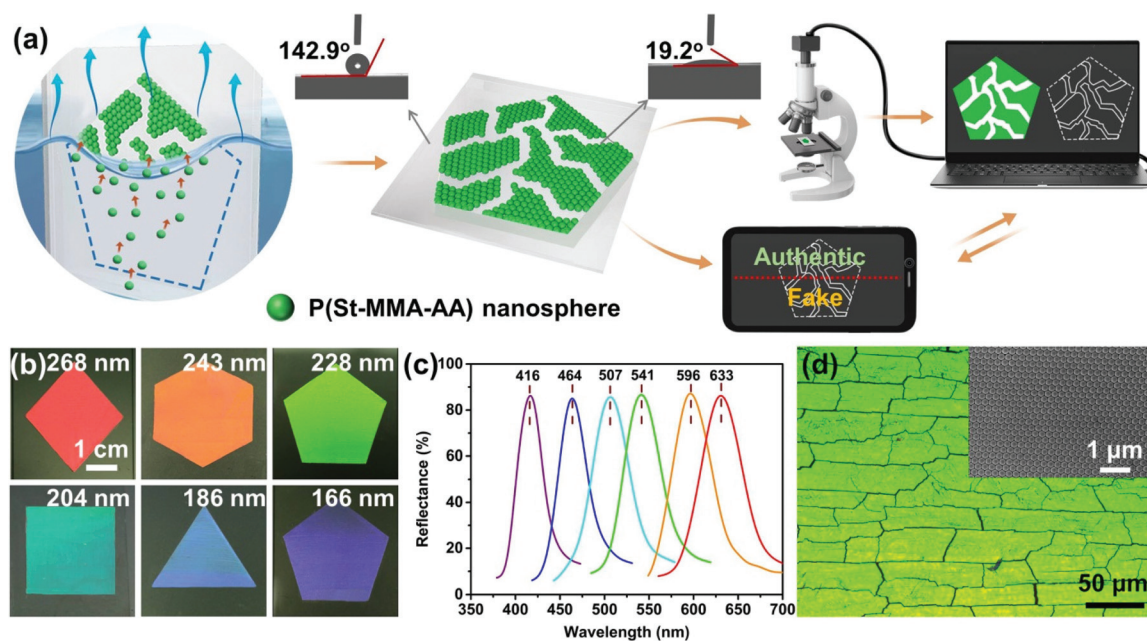 (a)
142.9°
19.2°
Authentic
Fake
P(St-MMA-AA) nanosphere
(b)
268 nm
243 nm
228 nm
1 cm
204 nm
186 nm
166 nm
(c)
100
80
60
40
20
0
Reflectance (%)
416
464
507
541
596
633
350 400 450 500 550 600 650 700
Wavelength (nm)
(d)
1 µm
50 µm